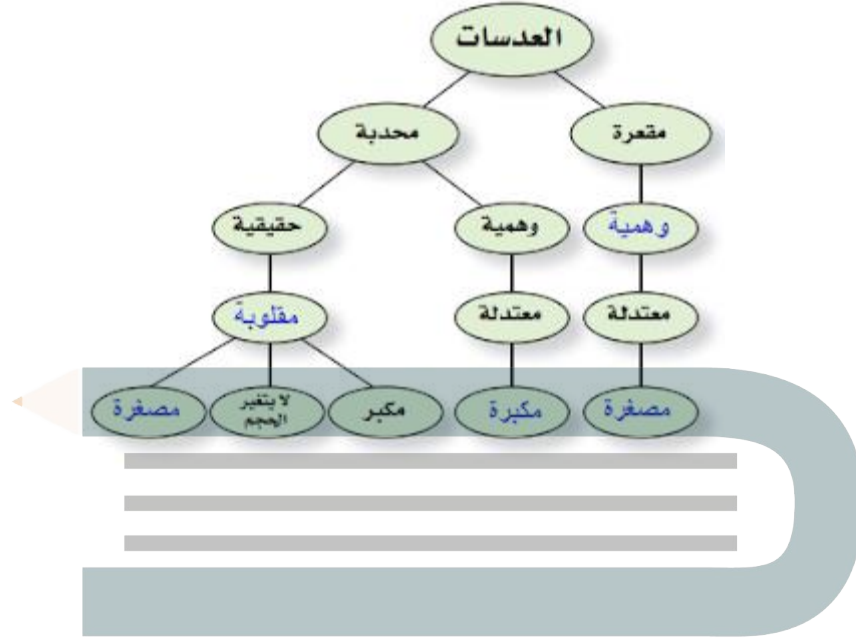 العدسات
مقعرة
محدبة
وهمية
وهمية
حقيقية
معتدلة
معتدلة
مقلوبة
مصغرة
مكبرة
مكبر
لا يتغير
الحجم
مصغرة